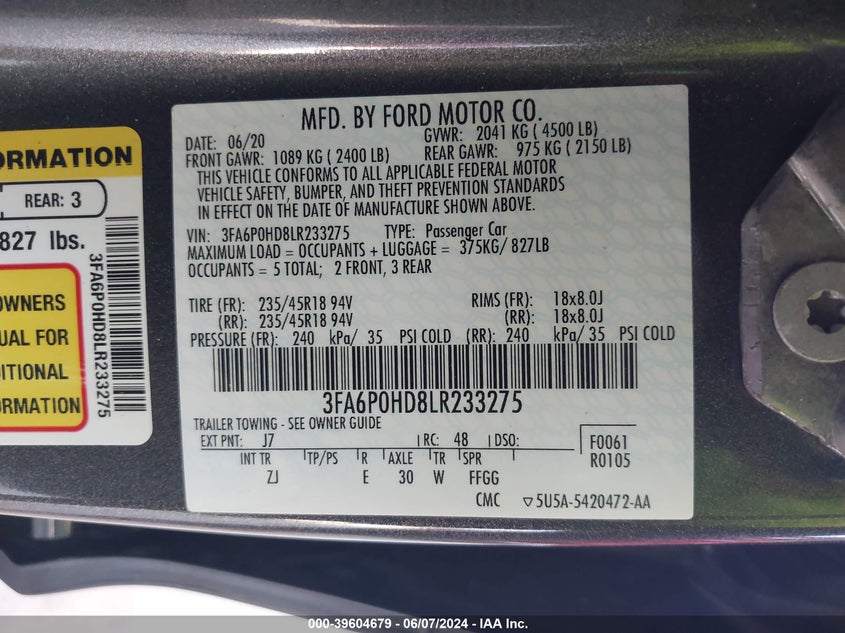 ORMATION
REAR: 3
827 lbs.
OWNERS
UAL FOR
DITIONAL
ORMATION
3FA6P0HD8LR233275
MFD. BY FORD MOTOR CO.
DATE: 06/20 GVWR: 2041 KG ( 4500 LB)
FRONT GAWR: 1089 KG ( 2400 LB) REAR GAWR: 975 KG ( 2150 LB)
THIS VEHICLE CONFORMS TO ALL APPLICABLE FEDERAL MOTOR
VEHICLE SAFETY, BUMPER, AND THEFT PREVENTION STANDARDS
IN EFFECT ON THE DATE OF MANUFACTURE SHOWN ABOVE.
VIN: 3FA6P0HD8LR233275 TYPE: Passenger Car
MAXIMUM LOAD = OCCUPANTS + LUGGAGE = 375KG/ 827LB
OCCUPANTS = 5 TOTAL; 2 FRONT, 3 REAR
TIRE (FR): 235/45R18 94V RIMS (FR): 18x8.0J
(RR): 235/45R18 94V (RR): 18x8.0J
PRESSURE (FR): 240 kPa/ 35 PSI COLD (RR): 240 kPa/ 35 PSI COLD
3FA6P0HD8LR233275
TRAILER TOWING - SEE OWNER GUIDE
EXT PNT: J7 RC: 48 DSO: F0061
INT TR TP/PS R AXLE TR SPR R0105
ZJ E 30 W FFGG
CMC ▽5U5A-5420472-AA
000-39604679 - 06/07/2024 - IAA Inc.